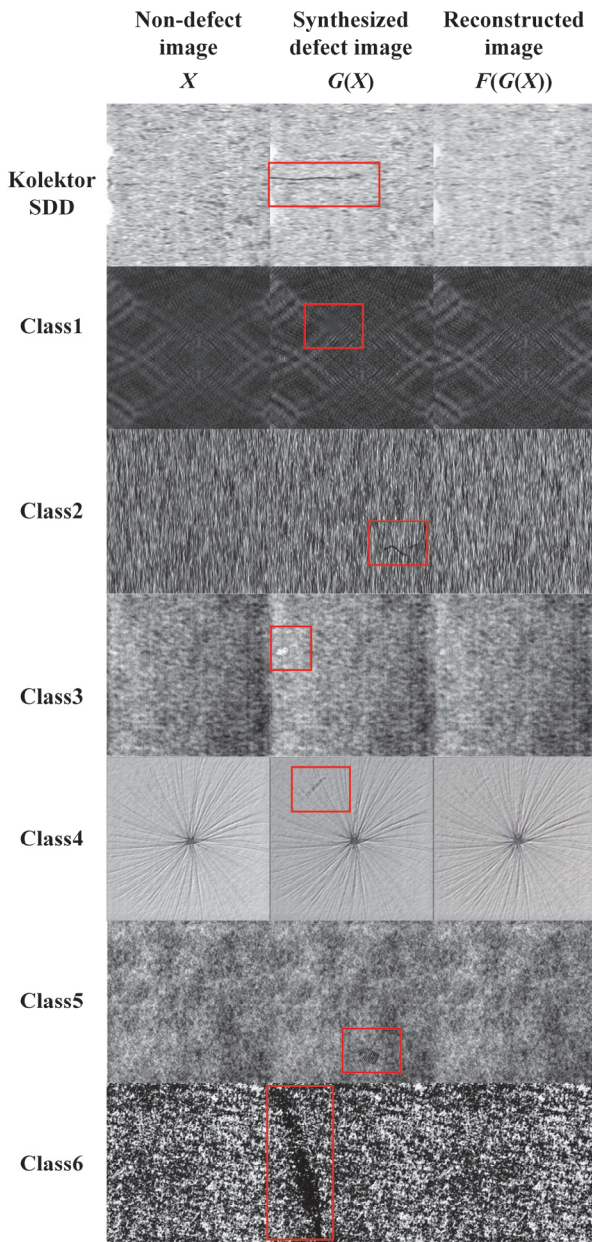 Non-defect
image
X
Synthesized
defect image
G(X)
Reconstructed
image
F(G(X))
Kolektor
SDD
Class1
Class2
Class3
Class4
Class5
Class6